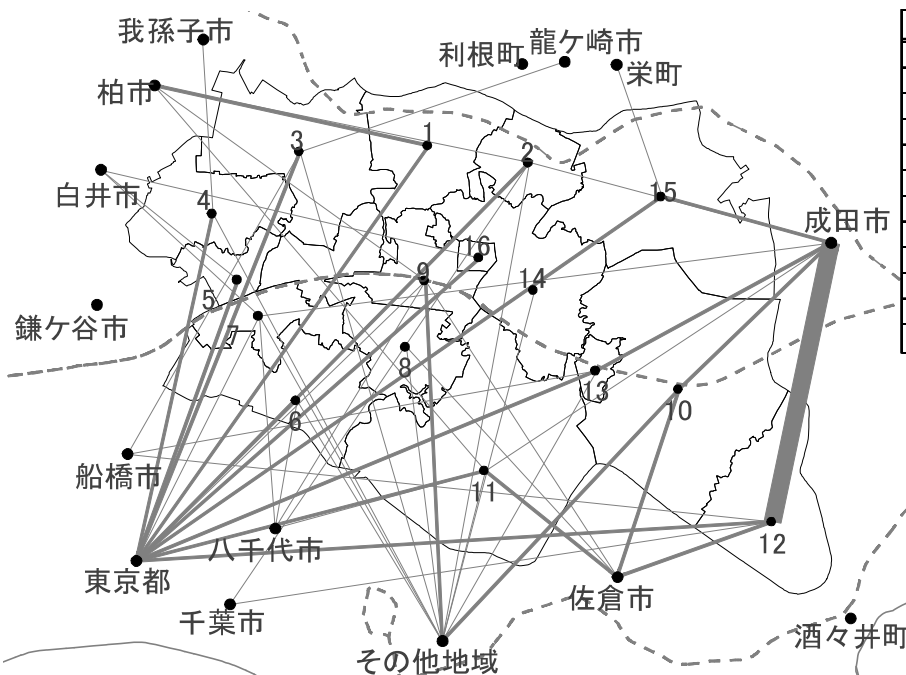 我孫子市
利根町
龍ケ崎市
栄町
柏市
3
1
2
白井市
4
15
成田市
16
9
14
5
鎌ケ谷市
7
8
13
10
6
船橋市
11
八千代市
12
東京都
佐倉市
千葉市
酒々井町
その他地域